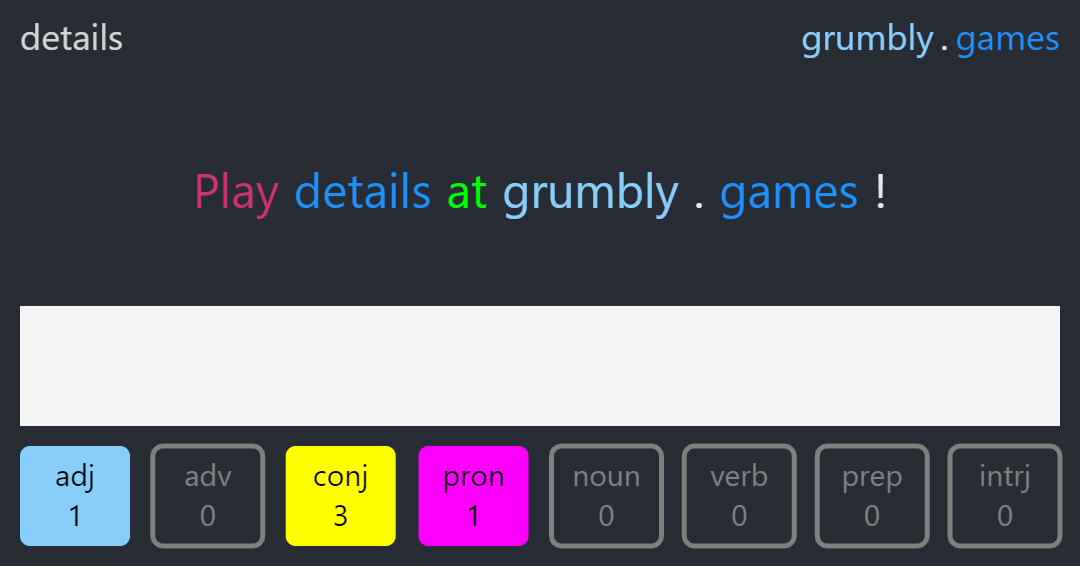 details
grumbly.games
Play details at grumbly . games !
adj adv conj pron noun verb prep intrj
1 0 3 1 0 0 0 0